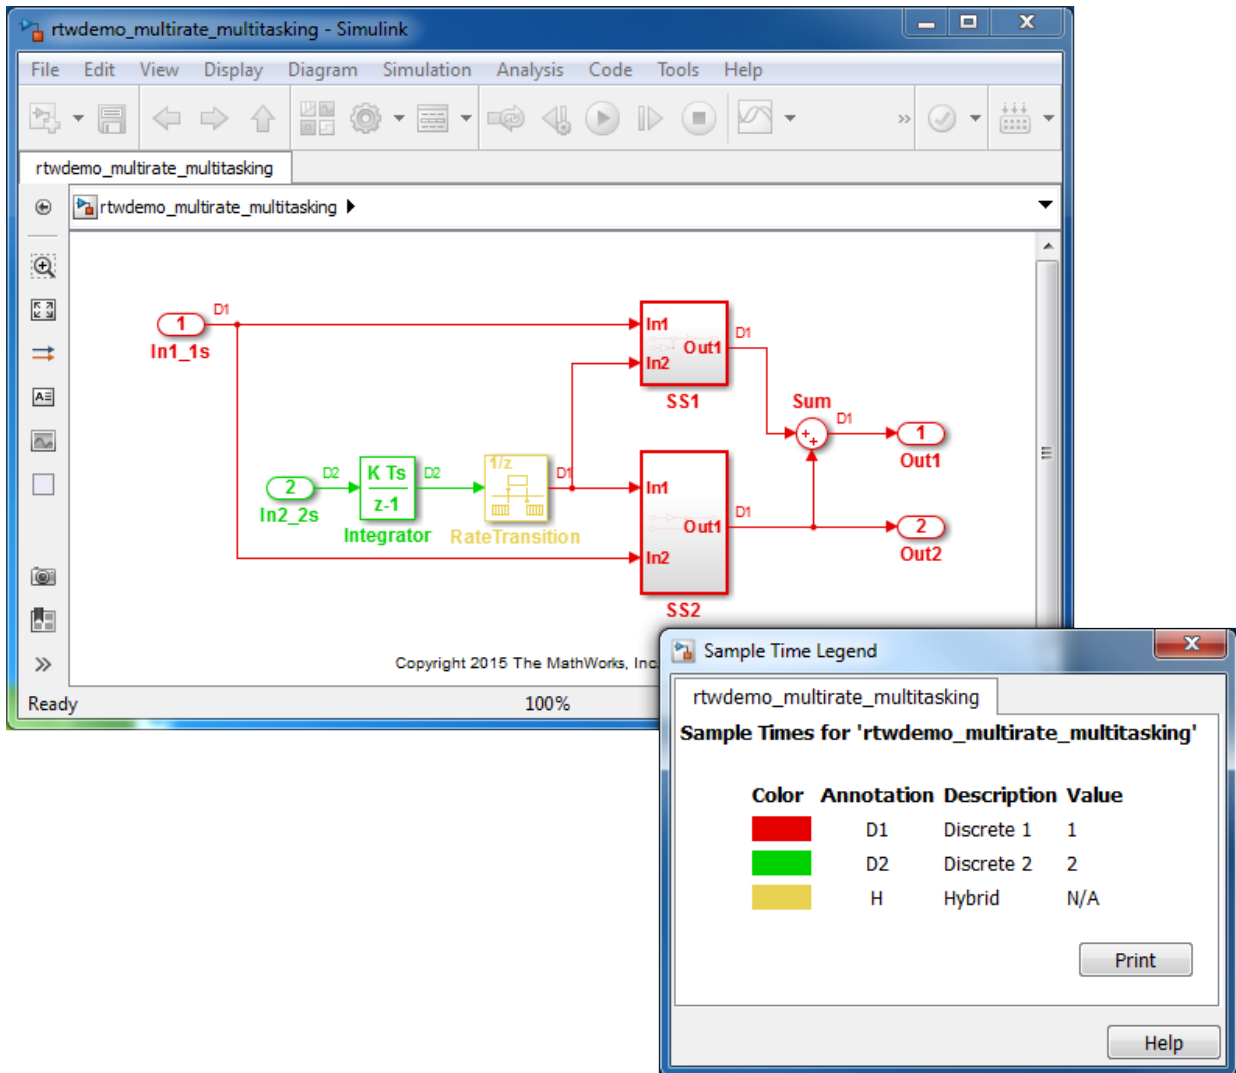 rtwdemo_multirate_multitasking - Simulink
File Edit View Display Diagram Simulation Analysis Code Tools Help
rtwdemo_multirate_multitasking
rtwdemo_multirate_multitasking
1
D1
In1_1s
In1
In2
Out1
D1
SS1
Sum
D1
1
Out1
2
D2
In2_2s
K Ts
z-1
D2
Integrator
1/z
D1
RateTransition
In1
Out1
In2
D1
SS2
2
Out2
Copyright 2015 The MathWorks, Inc.
Ready
100%
Sample Time Legend
rtwdemo_multirate_multitasking
Sample Times for 'rtwdemo_multirate_multitasking'
Color Annotation Description Value
D1 Discrete 1 1
D2 Discrete 2 2
H Hybrid N/A
Print
Help